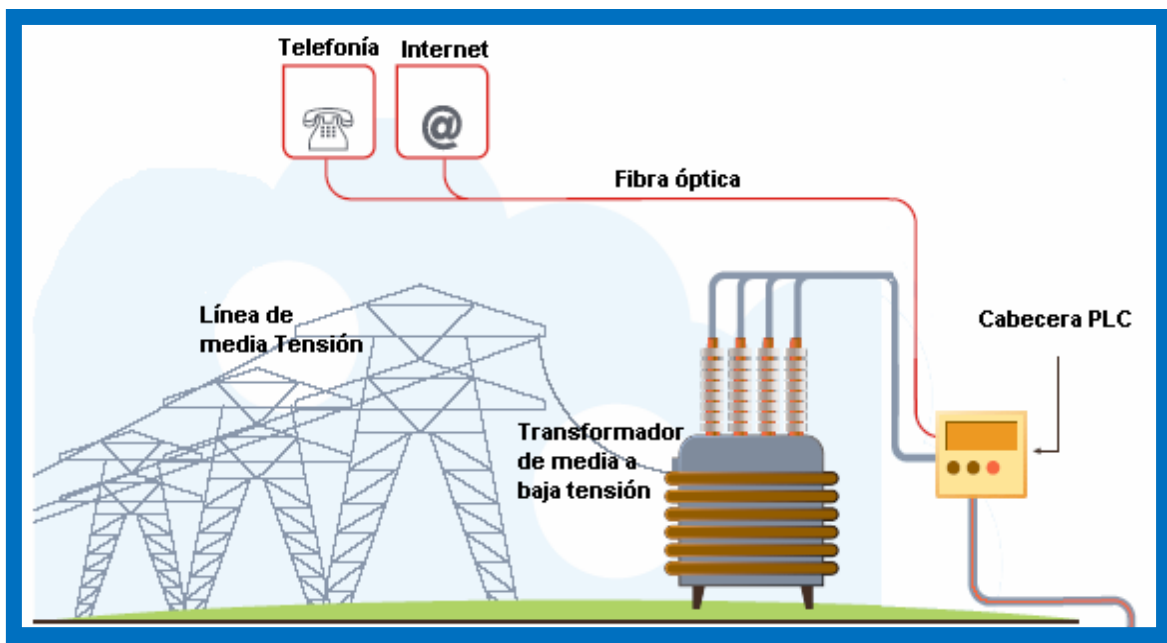 Telefonía
Internet
@
Fibra óptica
Línea de
media Tensión
Cabecera PLC
Transformador
de media a
baja tensión